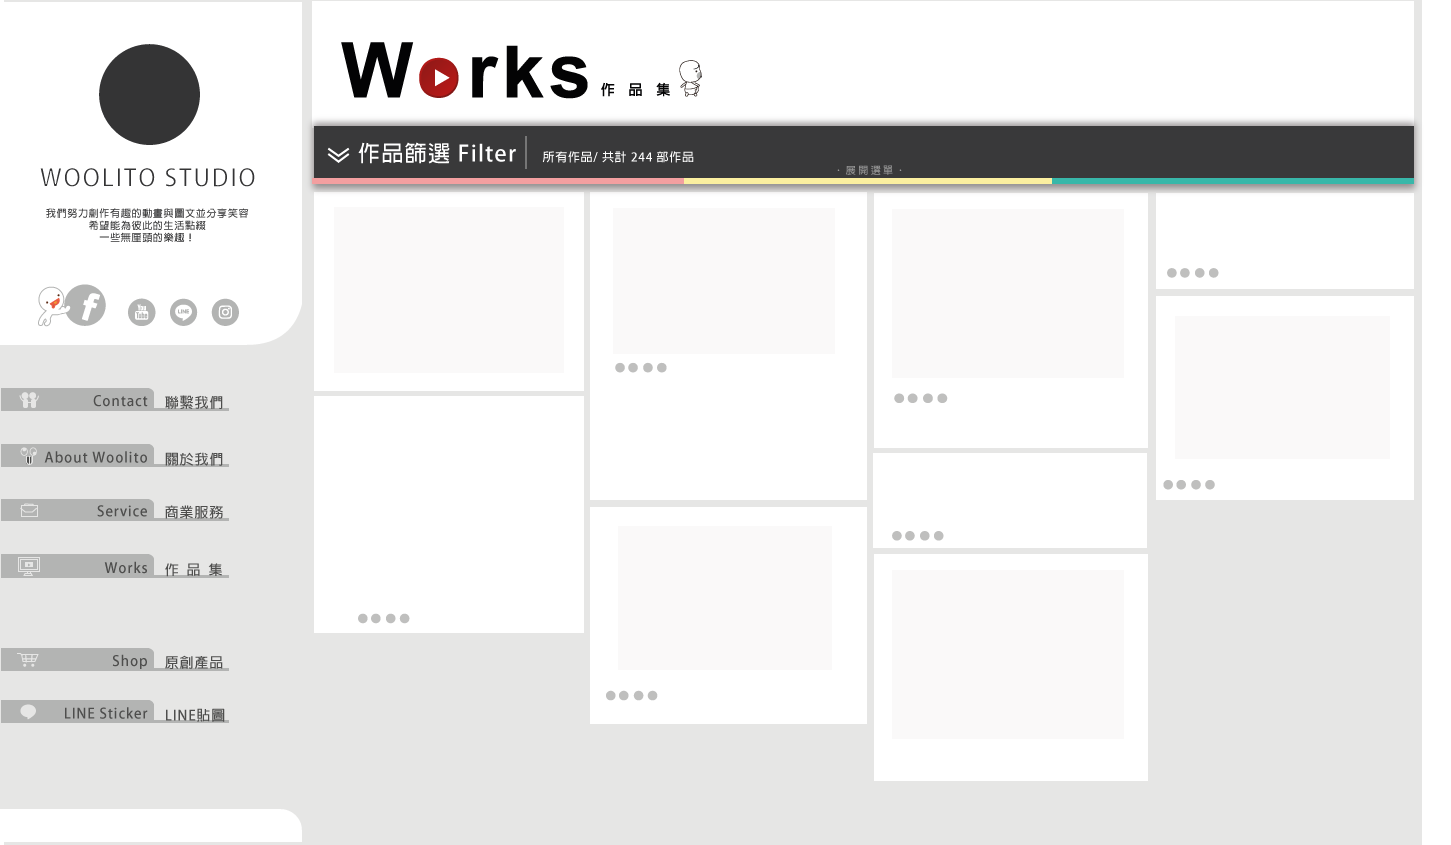 WOOLITO STUDIO
我們努力創作有趣的動畫與圖文並分享笑容
希望能為彼此的生活點綴
一些無厘頭的樂趣！
f
You Tube
LINE
Contact 聯繫我們
About Woolito 關於我們
Service 商業服務
Works 作品集
Shop 原創產品
LINE Sticker LINE貼圖
Works 作品集
作品篩選 Filter
所有作品/ 共計 244 部作品
· 展開選單 ·